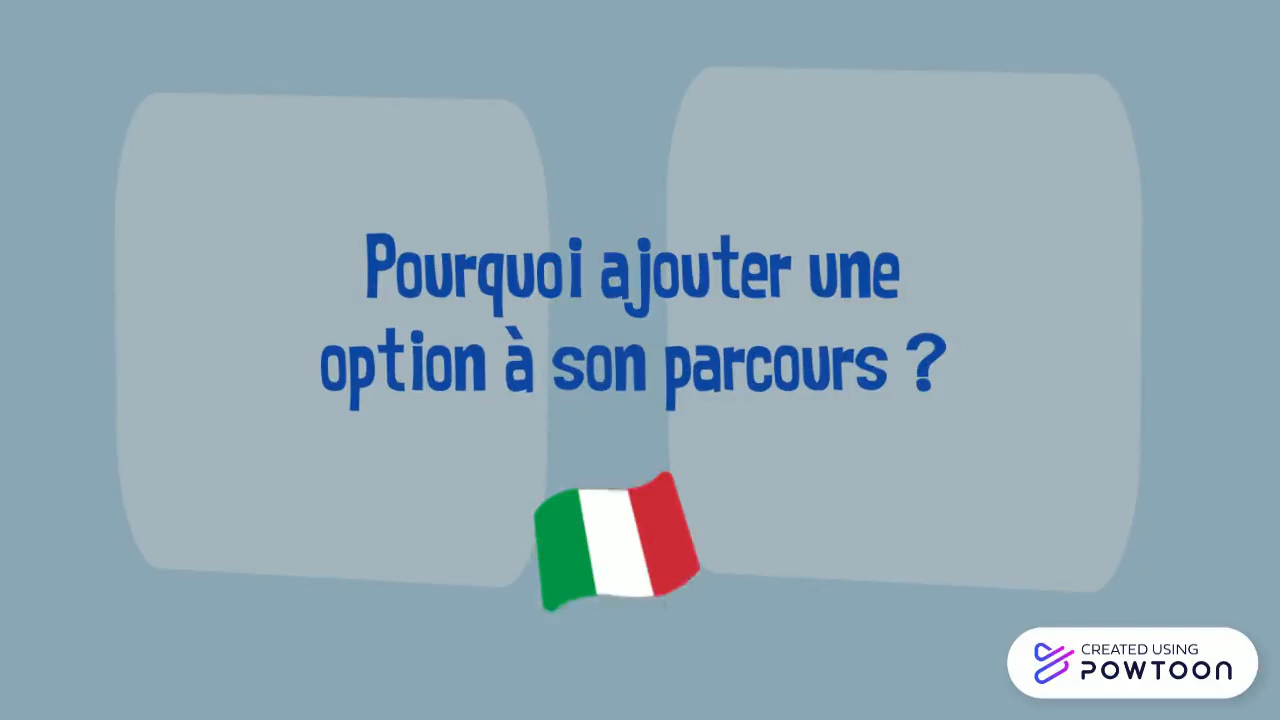 Pourquoi ajouter une
option à son parcours ?
CREATED USING
POWTOON